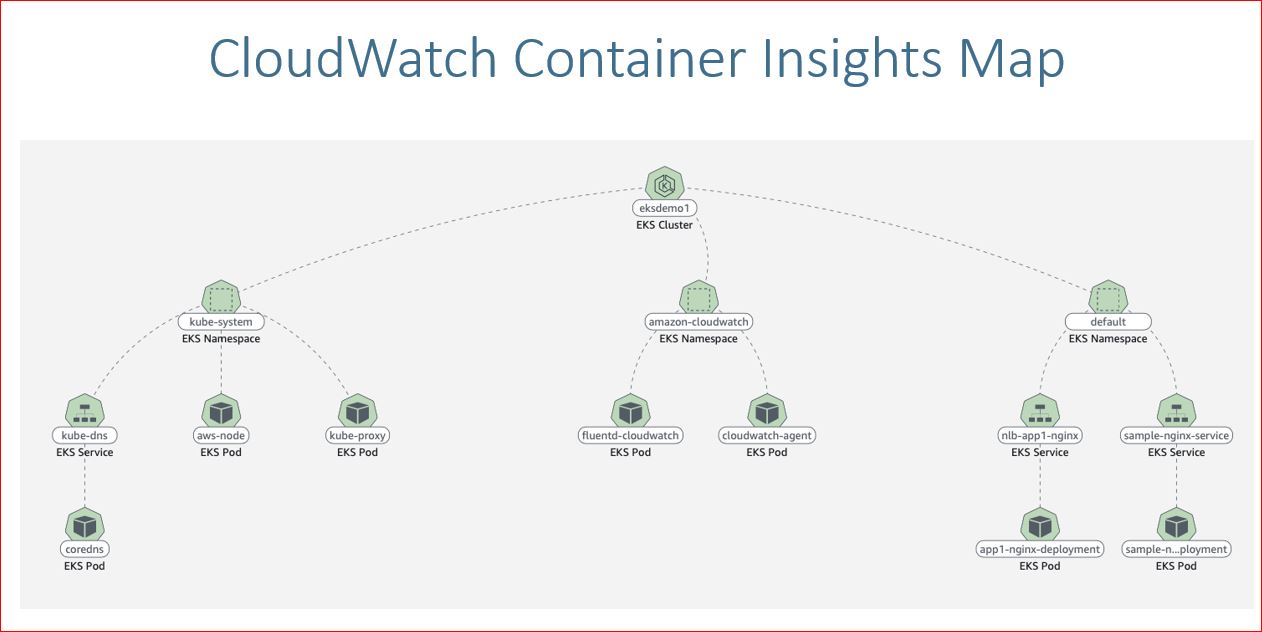 CloudWatch Container Insights Map
eksdemo1
EKS Cluster
kube-system
EKS Namespace
amazon-cloudwatch
EKS Namespace
default
EKS Namespace
kube-dns
EKS Service
aws-node
EKS Pod
kube-proxy
EKS Pod
fluentd-cloudwatch
EKS Pod
cloudwatch-agent
EKS Pod
nlb-app1-nginx
EKS Service
sample-nginx-service
EKS Service
coredns
EKS Pod
app1-nginx-deployment
EKS Pod
sample-n...ployment
EKS Pod